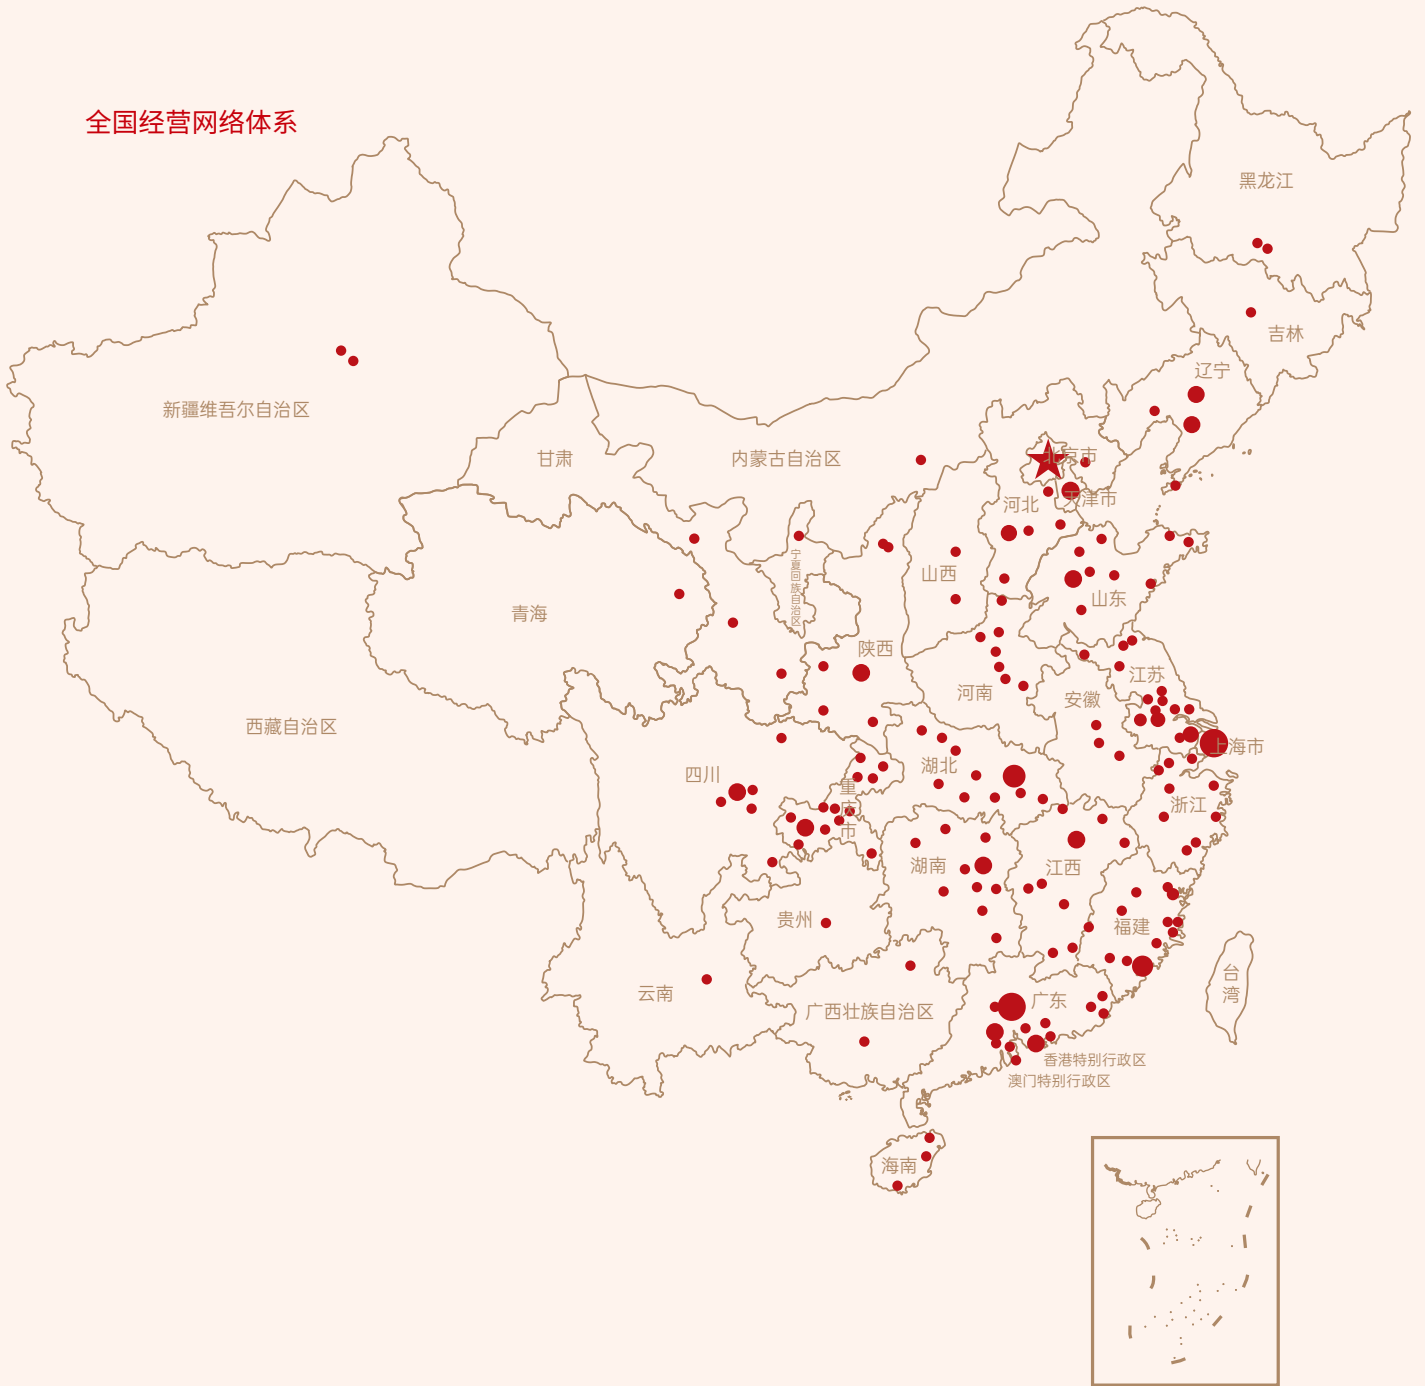 全国经营网络体系
黑龙江
吉林
辽宁
新疆维吾尔自治区
甘肃
内蒙古自治区
北京市
天津市
河北
山西
宁夏回族自治区
山东
青海
陕西
江苏
河南
安徽
西藏自治区
上海市
湖北
四川
重庆市
浙江
湖南
江西
贵州
福建
台湾
云南
广东
广西壮族自治区
香港特别行政区
澳门特别行政区
海南